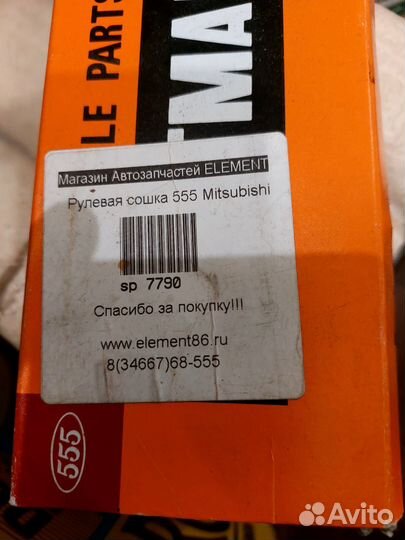 LE PARTS
TMA
Магазин Автозапчастей ELEMENT
Рулевая сошка 555 Mitsubishi
sp 7790
Спасибо за покупку!!!
www.element86.ru
8(34667)68-555
555
Avito